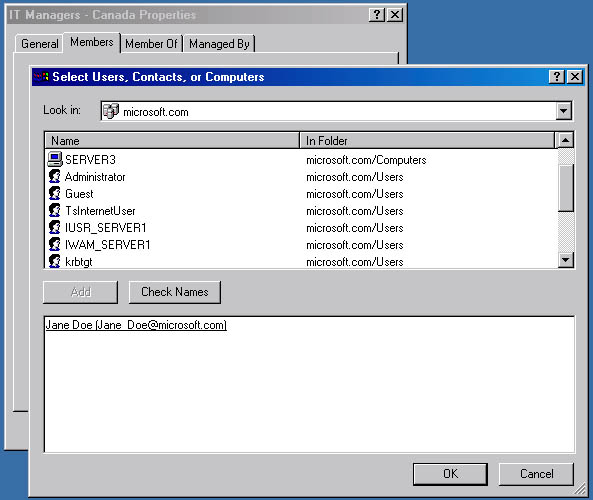 IT Managers - Canada Properties
General Members Member Of Managed By
Select Users, Contacts, or Computers
Look in: microsoft.com
Name In Folder
SERVER3 microsoft.com/Computers
Administrator microsoft.com/Users
Guest microsoft.com/Users
TsInternetUser microsoft.com/Users
IUSR_SERVER1 microsoft.com/Users
IWAM_SERVER1 microsoft.com/Users
krbtgt microsoft.com/Users
Add Check Names
Jane Doe (Jane_Doe@microsoft.com)
OK Cancel